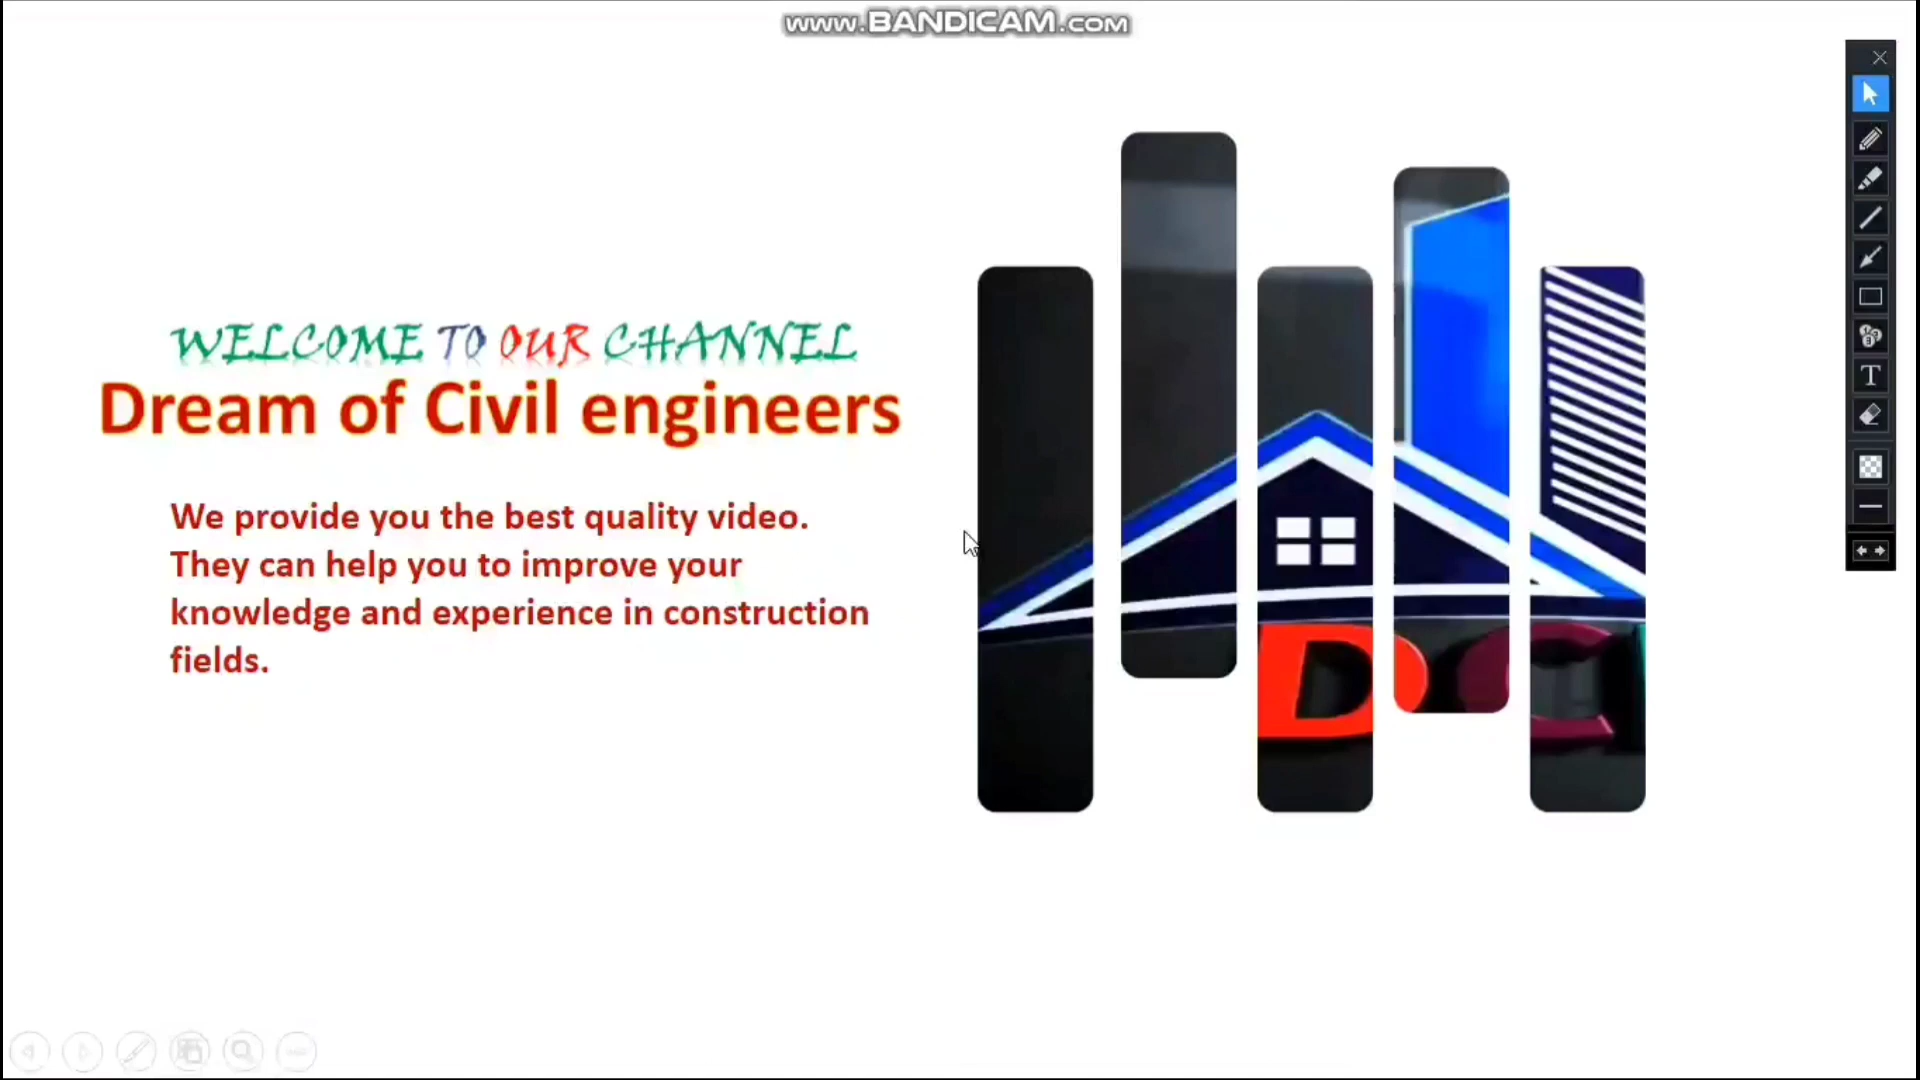 www.BANDICAM.com
WELCOME TO OUR CHANNEL
Dream of Civil engineers
We provide you the best quality video.
They can help you to improve your
knowledge and experience in construction
fields.
DC